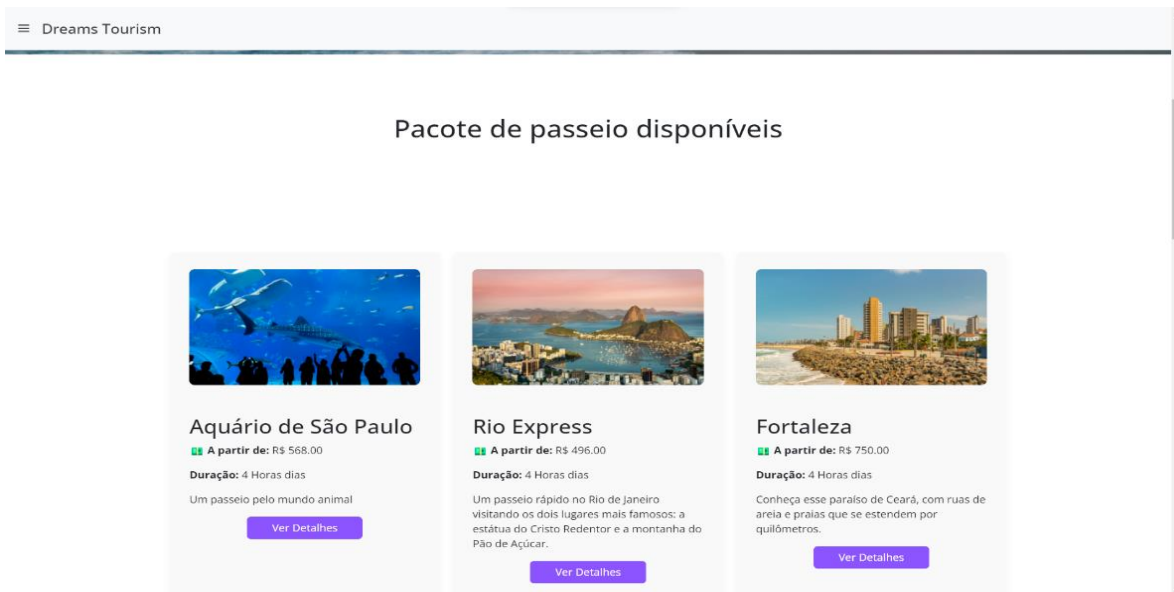 Dreams Tourism
Pacote de passeio disponíveis
Aquário de São Paulo
A partir de: R$ 568.00
Duração: 4 Horas días
Um passeio pelo mundo animal
Ver Detalhes
Rio Express
A partir de: R$ 496.00
Duração: 4 Horas días
Um passeio rápido no Rio de Janeiro
visitando os dois lugares mais famosos: a
estátua do Cristo Redentor e a montanha do
Pão de Açúcar.
Ver Detalhes
Fortaleza
A partir de: R$ 750.00
Duração: 4 Horas días
Conheça esse paraíso de Ceará, com ruas de
areia e praias que se estendem por
quilômetros.
Ver Detalhes